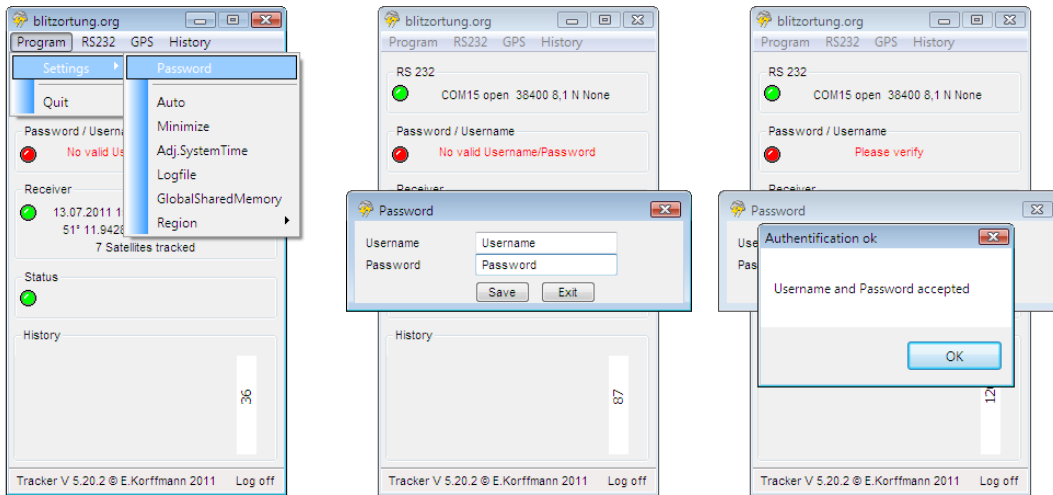 blitzortung.org
Program RS232 GPS History
Settings
Quit
Password
Auto
Minimize
Adj.SystemTime
Logfile
GlobalSharedMemory
Region
Password / Userna
No valid Us
Receiver
13.07.2011 1
51° 11.9428
7 Satellites tracked
Status
History
36
Tracker V 5.20.2 © E.Korffmann 2011 Log off
blitzortung.org
Program RS232 GPS History
RS 232
COM15 open 38400 8,1 N None
Password / Username
No valid Username/Password
Receiver
Password
Username Username
Password Password
Save Exit
History
87
Tracker V 5.20.2 © E.Korffmann 2011 Log off
blitzortung.org
Program RS232 GPS History
RS 232
COM15 open 38400 8,1 N None
Password / Username
Please verify
Receiver
Password
Use
Pas
Authentification ok
Username and Password accepted
OK
Tracker V 5.20.2 © E.Korffmann 2011 Log off